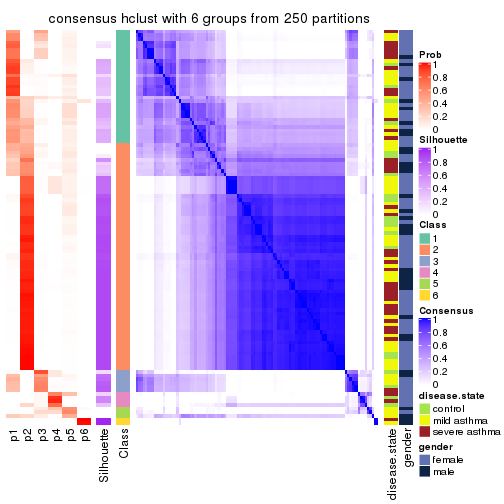 consensus hclust with 6 groups from 250 partitions
Prob
1
0.8
0.6
0.4
0.2
0
Silhouette
1
0.8
0.6
0.4
0.2
0
Class
1
2
3
4
5
6
Consensus
1
0.8
0.6
0.4
0.2
0
disease.state
control
mild asthma
severe asthma
gender
female
male
p1
p2
p3
p4
p5
p6
Silhouette
Class
disease.state
gender